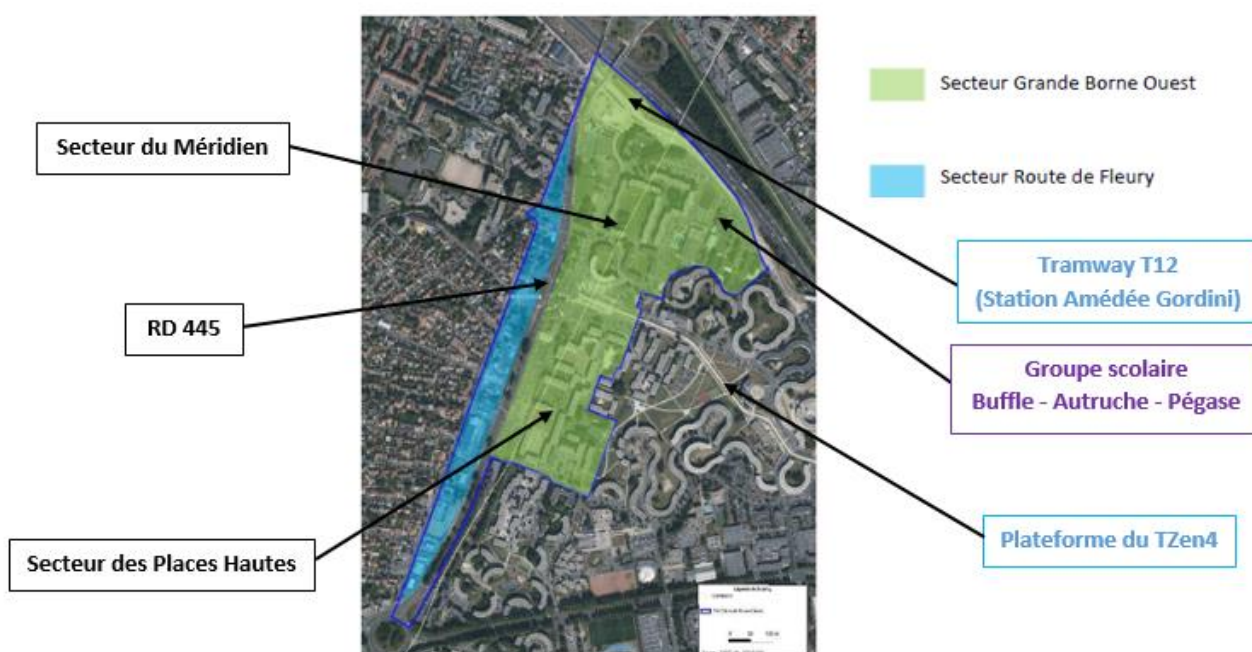 Secteur Grande Borne Ouest
Secteur du Méridien
Secteur Route de Fleury
Tramway T12
(Station Amédée Gordini)
RD 445
Groupe scolaire
Buffle - Autruche - Pégase
Plateforme du TZen4
Secteur des Places Hautes